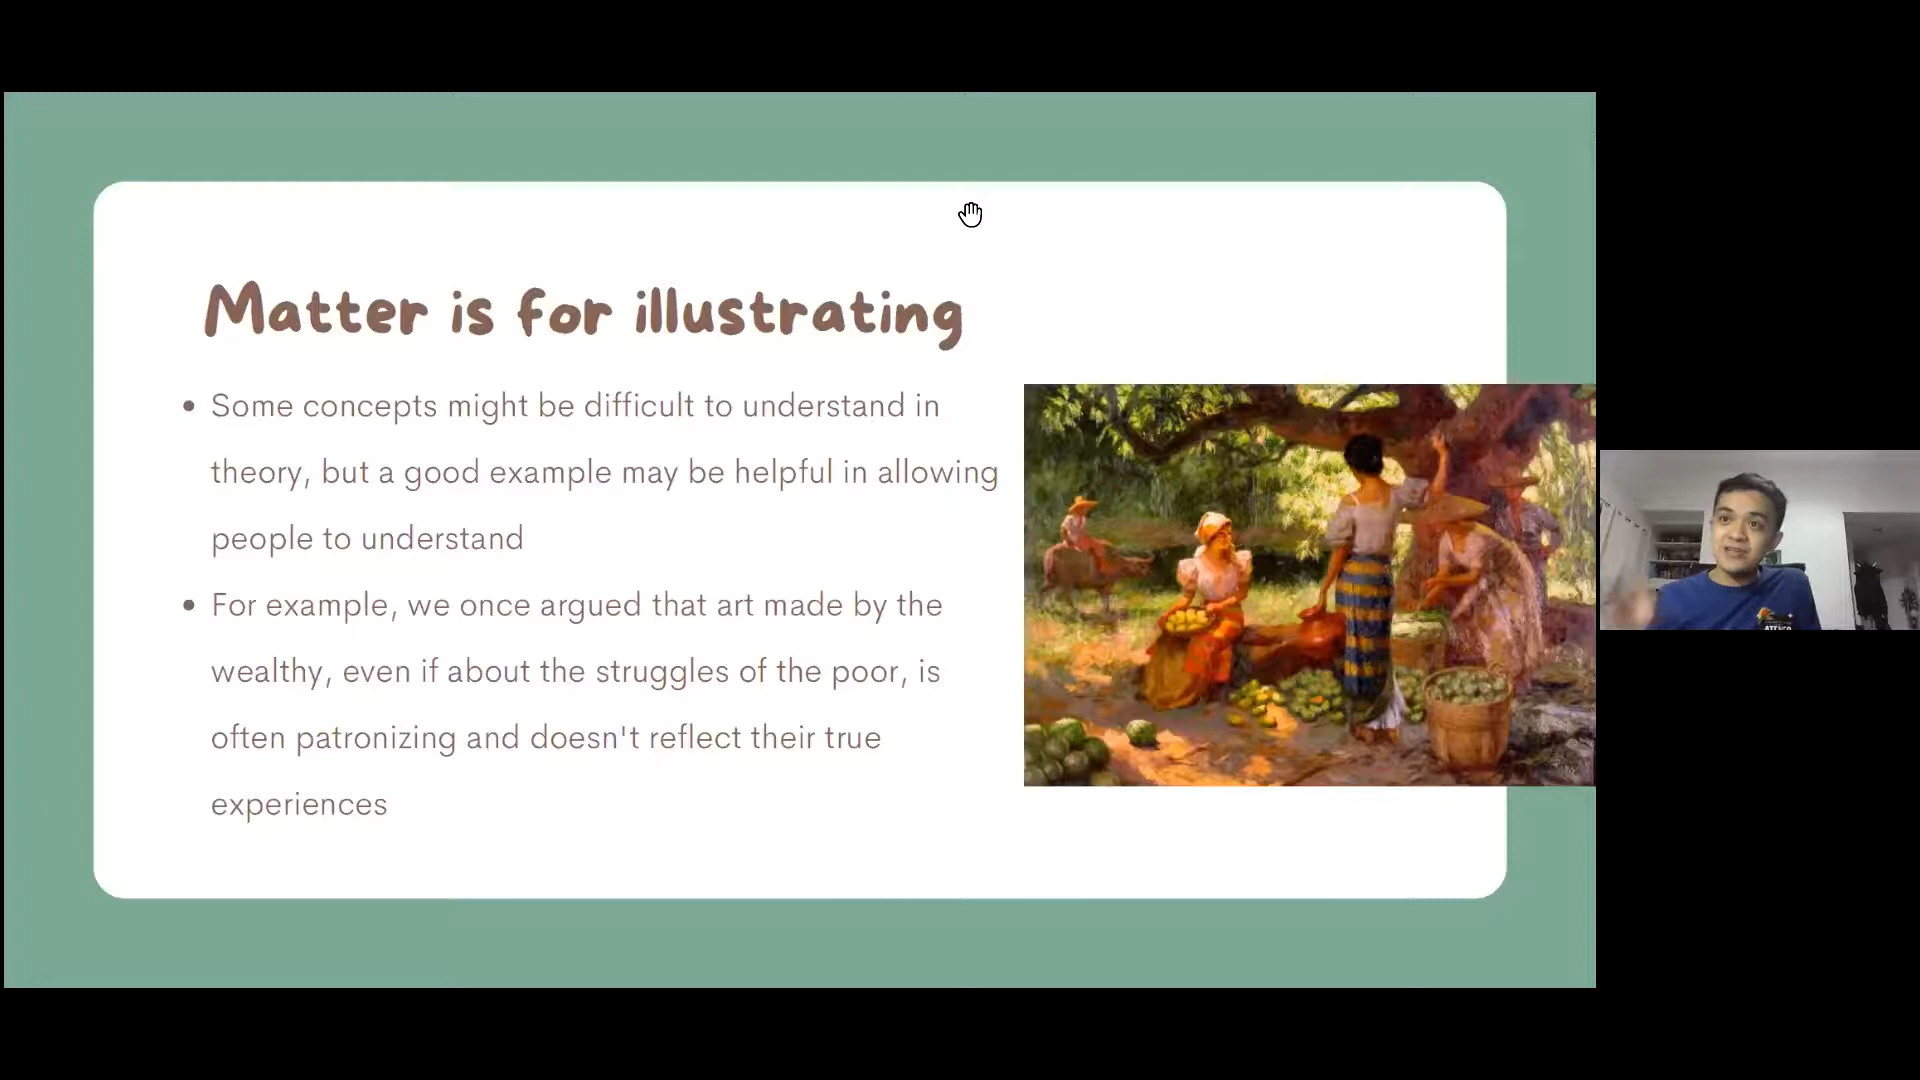 Matter is for illustrating
• Some concepts might be difficult to understand in
theory, but a good example may be helpful in allowing
people to understand
• For example, we once argued that art made by the
wealthy, even if about the struggles of the poor, is
often patronizing and doesn't reflect their true
experiences
ATENEO